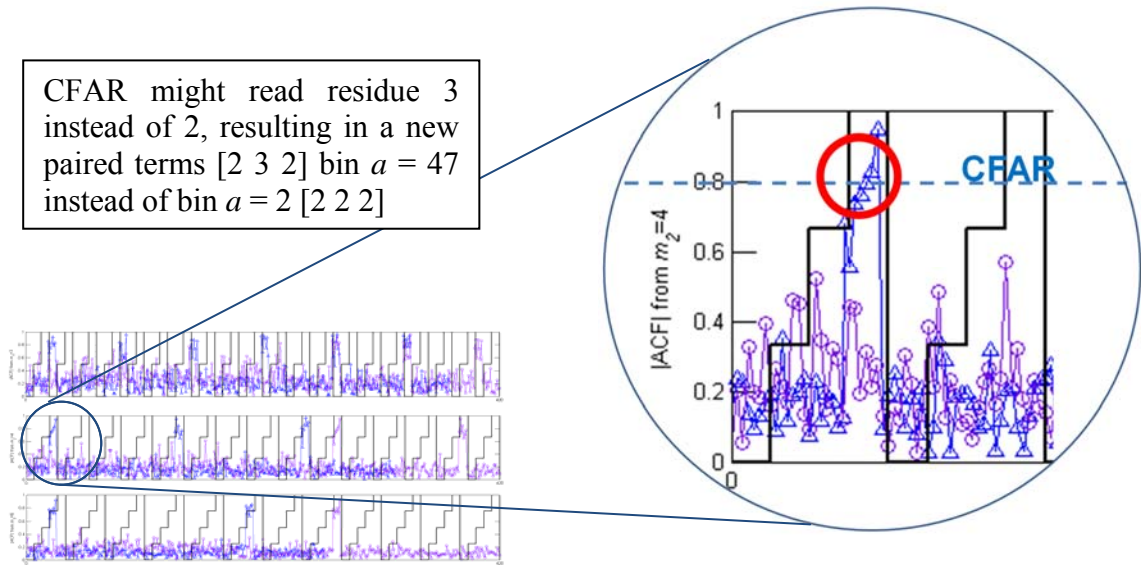 CFAR might read residue 3
instead of 2, resulting in a new
paired terms [2 3 2] bin a = 47
instead of bin a = 2 [2 2 2]
1
0.8
0.6
0.4
0.2
0
0
|ACF| from m₂=4
CFAR